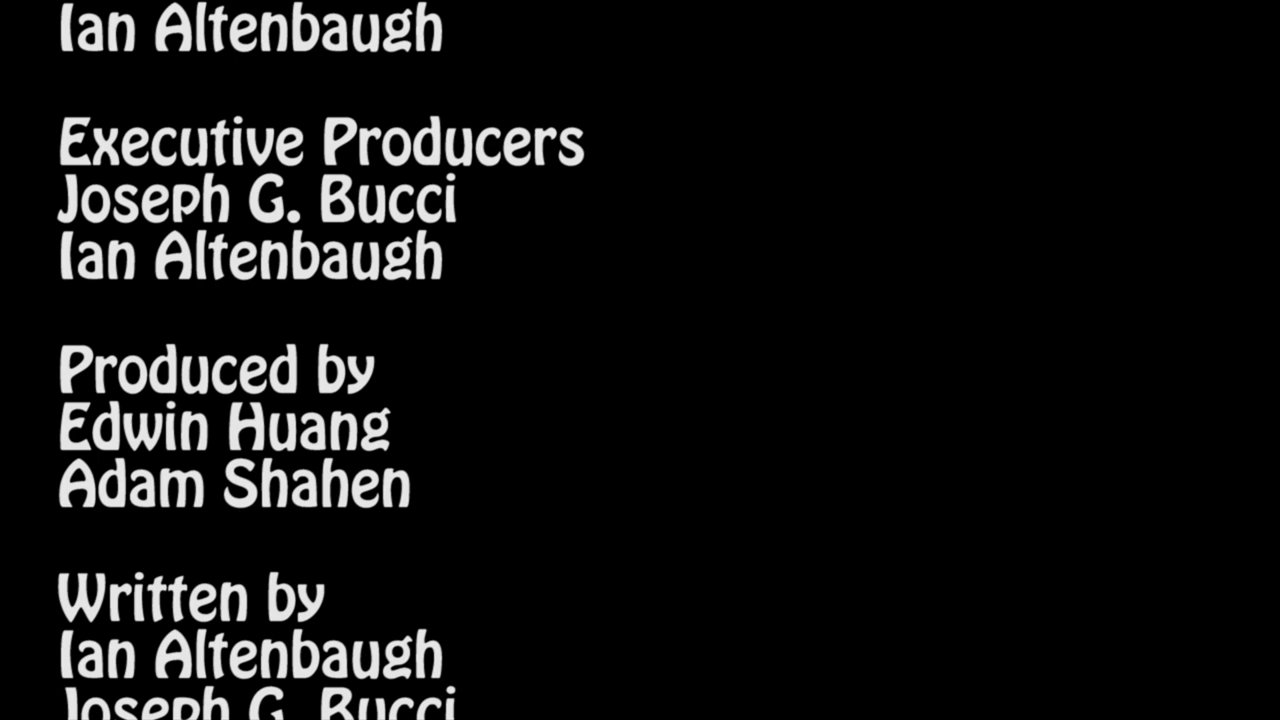 Ian Altenbaugh
Executive Producers
Joseph G. Bucci
Ian Altenbaugh
Produced by
Edwin Huang
Adam Shahen
Written by
Ian Altenbaugh
Joseph G. Bucci